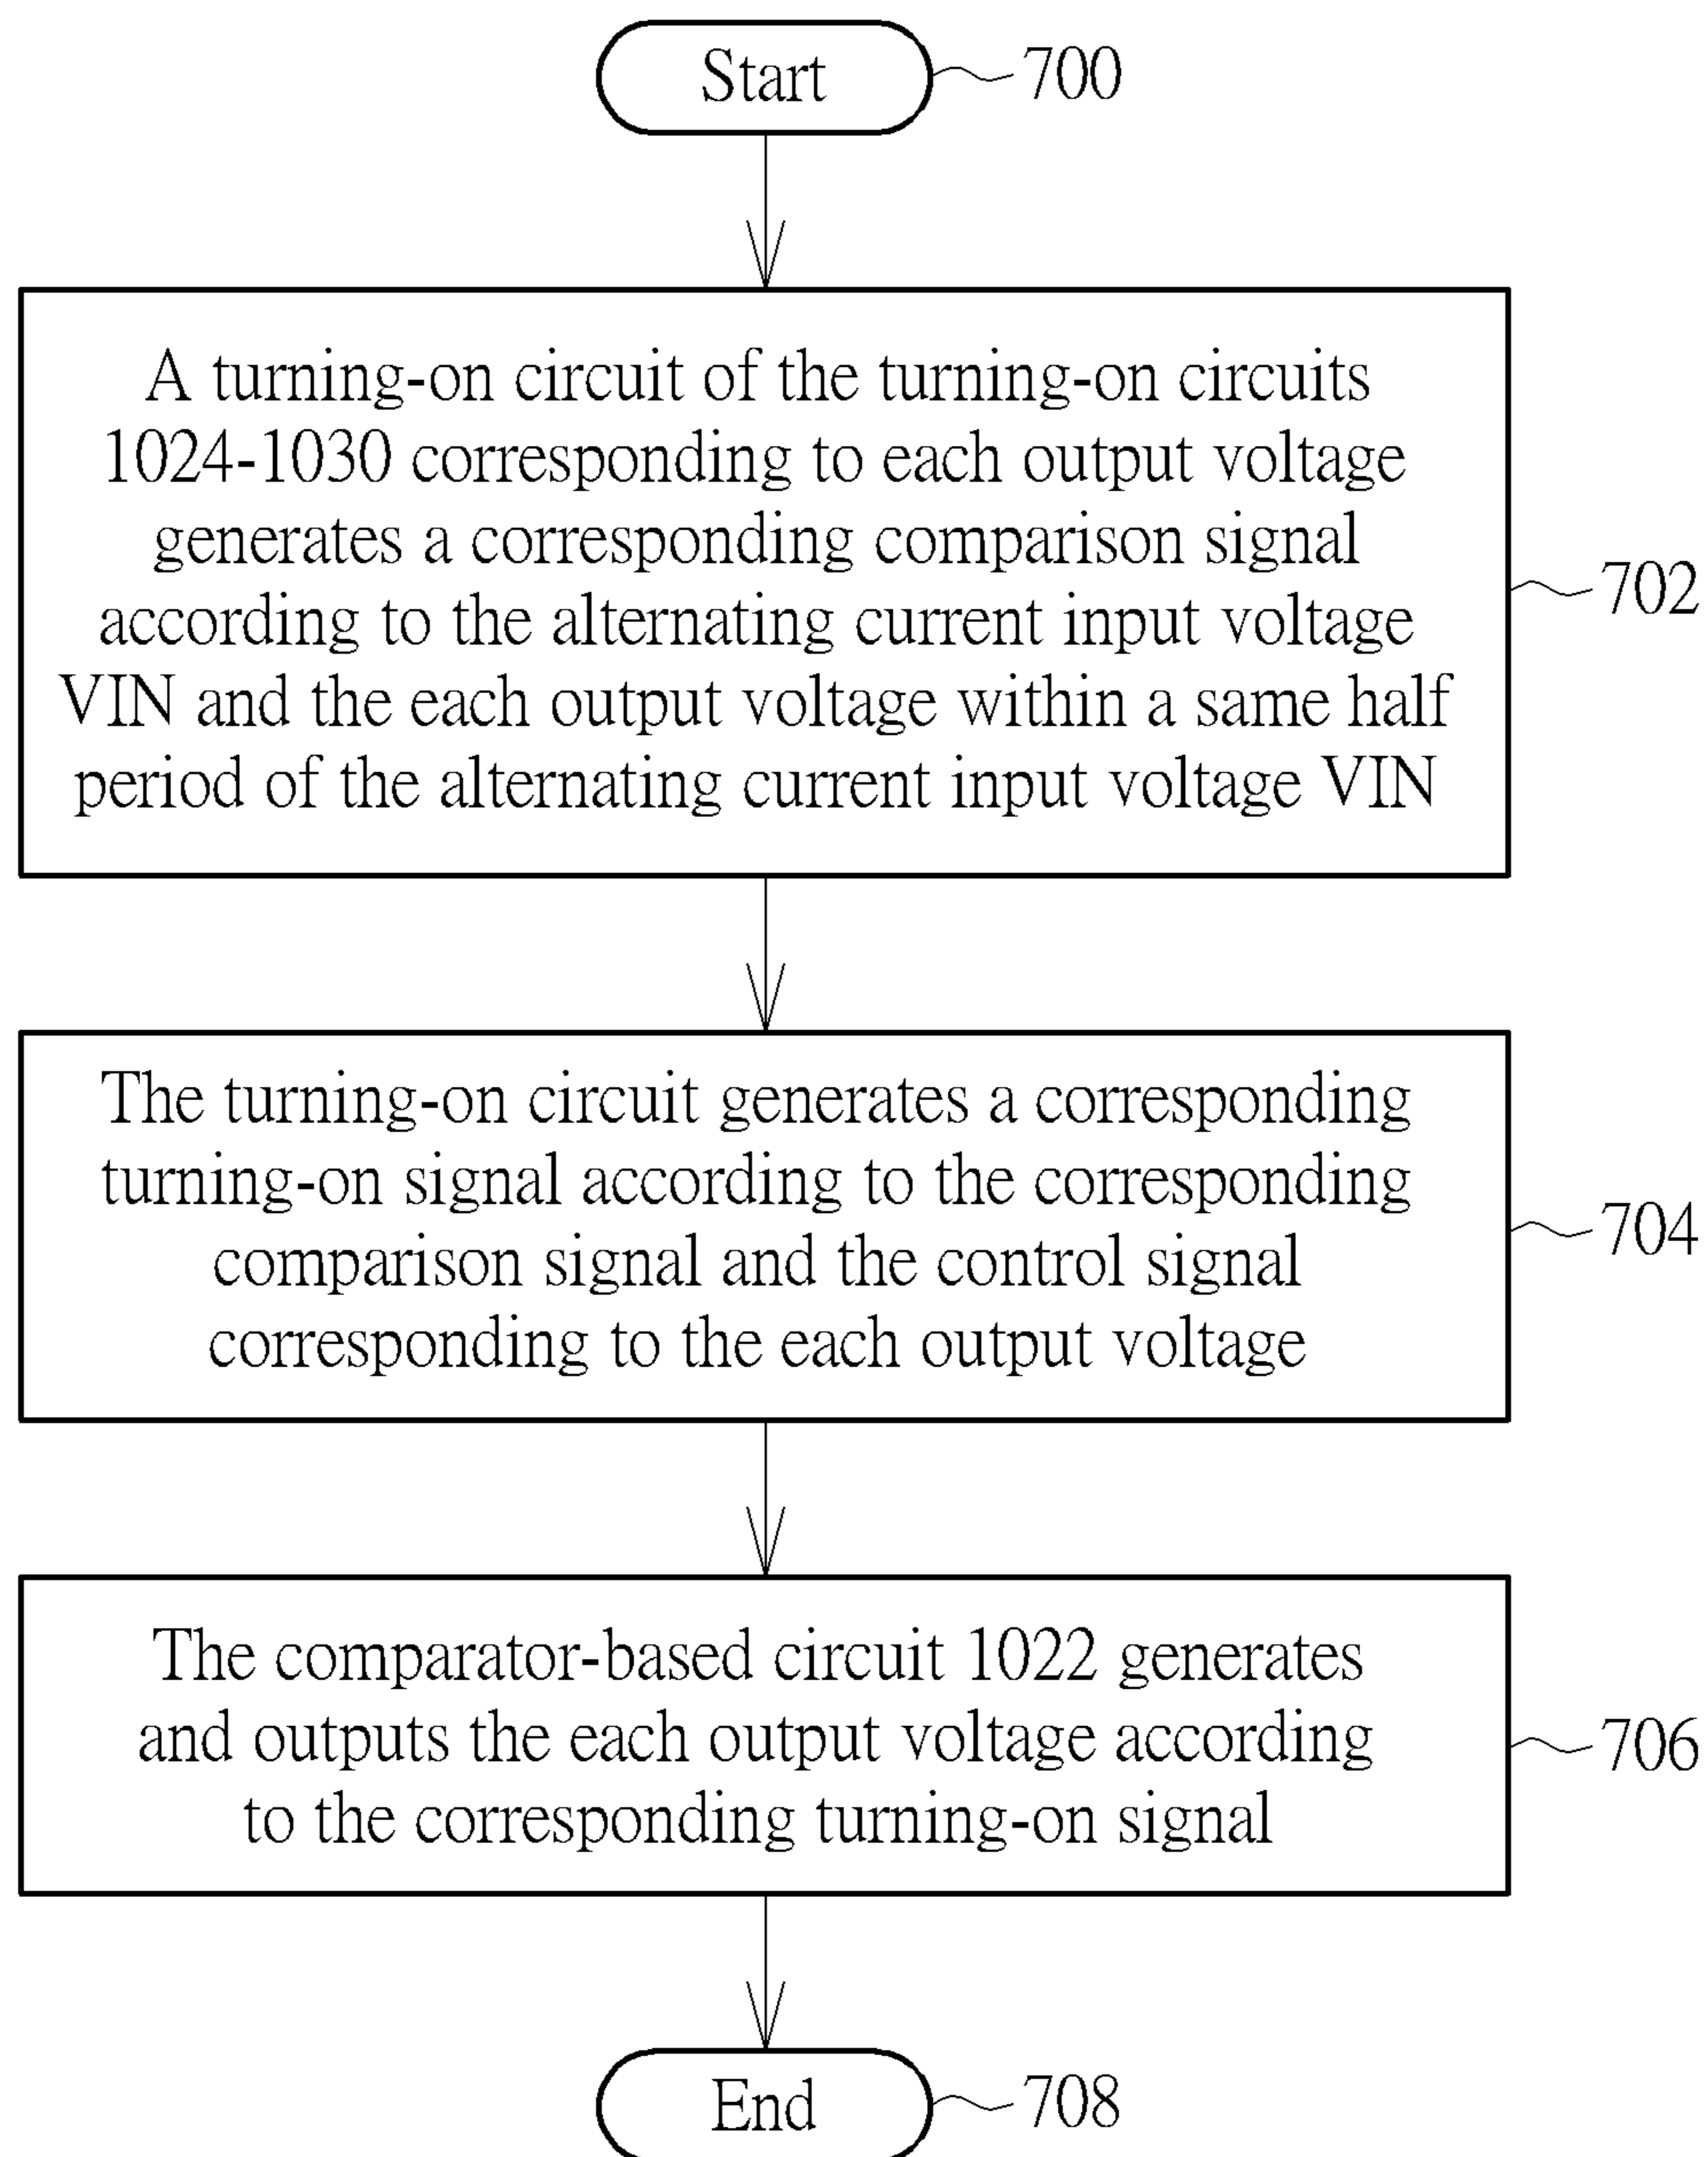 Start
700
A turning-on circuit of the turning-on circuits
1024-1030 corresponding to each output voltage
generates a corresponding comparison signal
according to the alternating current input voltage
VIN and the each output voltage within a same half
period of the alternating current input voltage VIN
702
The turning-on circuit generates a corresponding
turning-on signal according to the corresponding
comparison signal and the control signal
corresponding to the each output voltage
704
The comparator-based circuit 1022 generates
and outputs the each output voltage according
to the corresponding turning-on signal
706
End
708